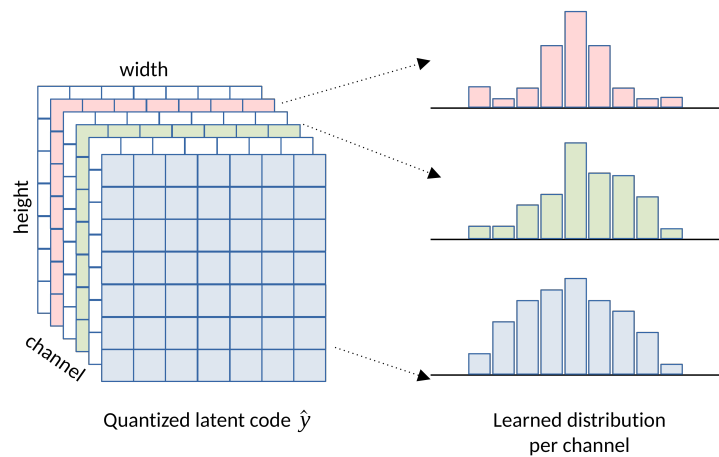 width
height
channel
Quantized latent code ŷ
Learned distribution
per channel